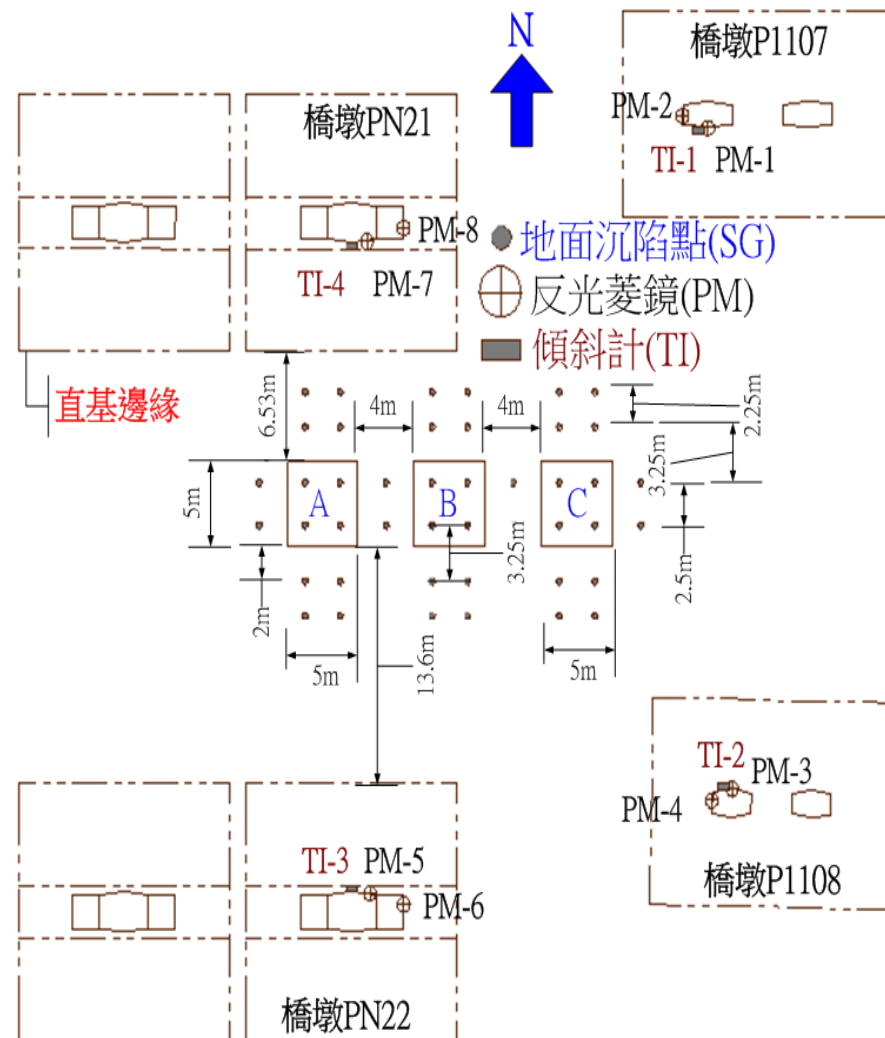 N
橋墩P1107
PM-2
TI-1 PM-1
橋墩PN21
PM-8
TI-4 PM-7
地面沉陷點(SG)
反光菱鏡(PM)
傾斜計(TI)
直基邊緣
6.53m
4m
4m
2.25m
3.25m
5m
A
B
C
3.25m
2.5m
2m
5m
13.6m
5m
TI-2
PM-3
PM-4
橋墩P1108
TI-3 PM-5
PM-6
橋墩PN22